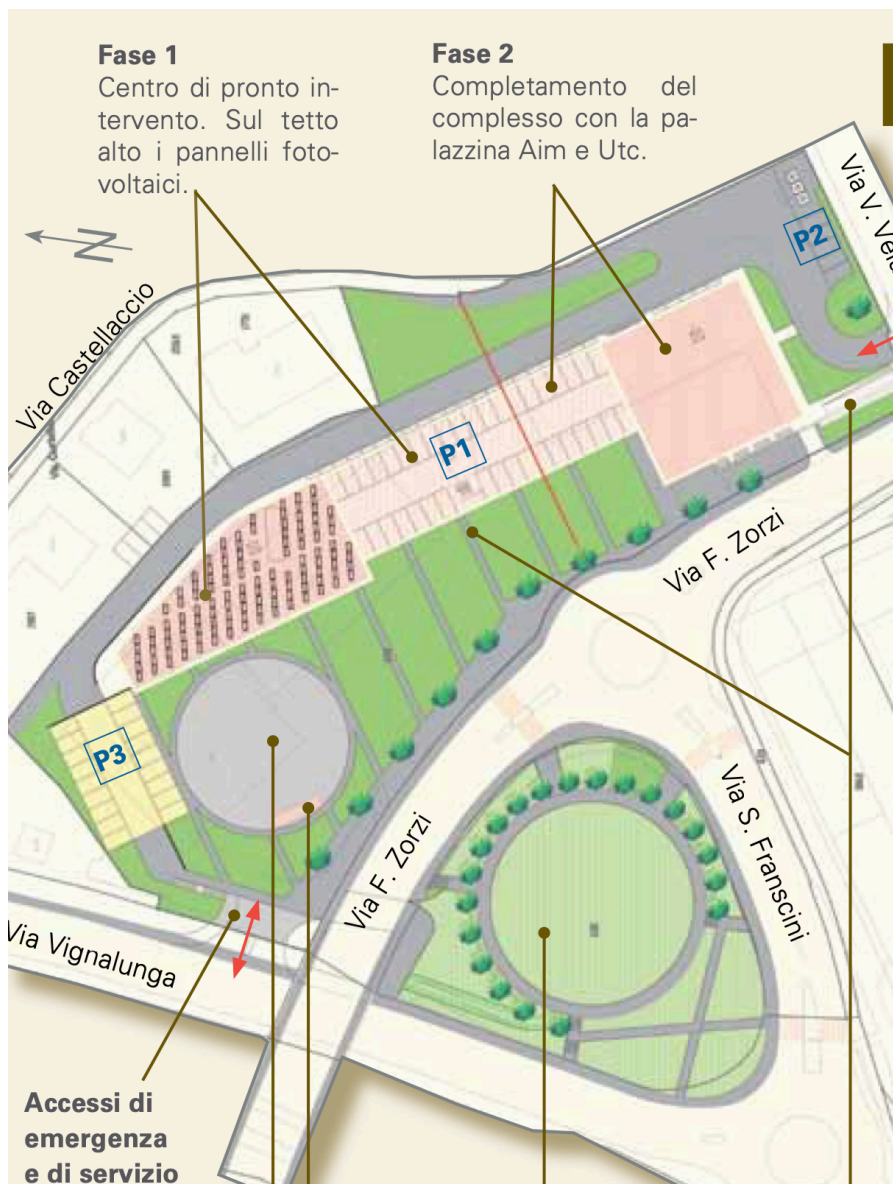 Fase 1
Centro di pronto in-
tervento. Sul tetto
alto i pannelli foto-
voltaici.
Fase 2
Completamento del
complesso con la pa-
lazzina Aim e Utc.
N
Via V. Vela
P2
Via Castellaccio
P1
Via F. Zorzi
P3
Via F. Zorzi
Via S. Franscini
Via Vignalunga
Accessi di
emergenza
e di servizio